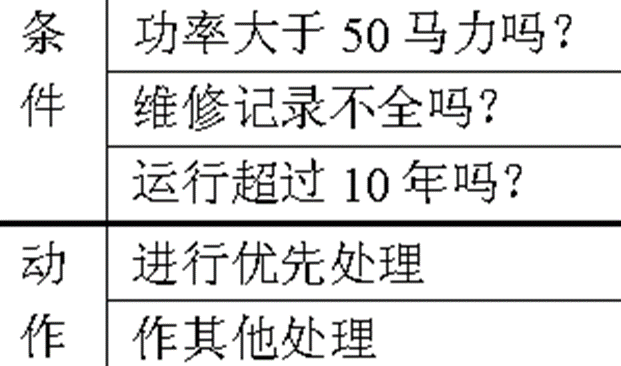 条件
功率大于 50 马力吗?
维修记录不全吗?
运行超过 10 年吗?
动作
进行优先处理
作其他处理